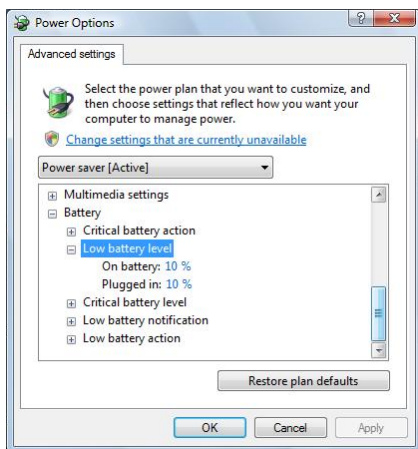 Power Options
Advanced settings
Select the power plan that you want to customize, and
then choose settings that reflect how you want your
computer to manage power.
Change settings that are currently unavailable
Power saver [Active]
Multimedia settings
Battery
Critical battery action
Low battery level
On battery: 10 %
Plugged in: 10 %
Critical battery level
Low battery notification
Low battery action
Restore plan defaults
OK Cancel Apply